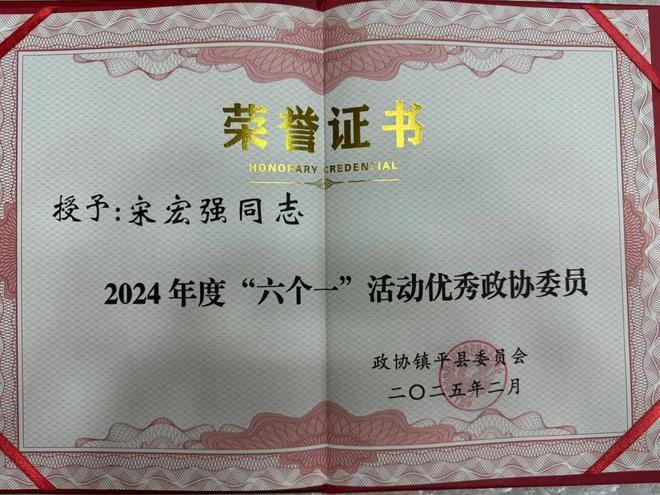 荣誉证书
HONORARY CREDENTIAL
授予:宋宏强同志
2024年度“六个一”活动优秀政协委员
政协镇平县委员会
二〇二五年二月